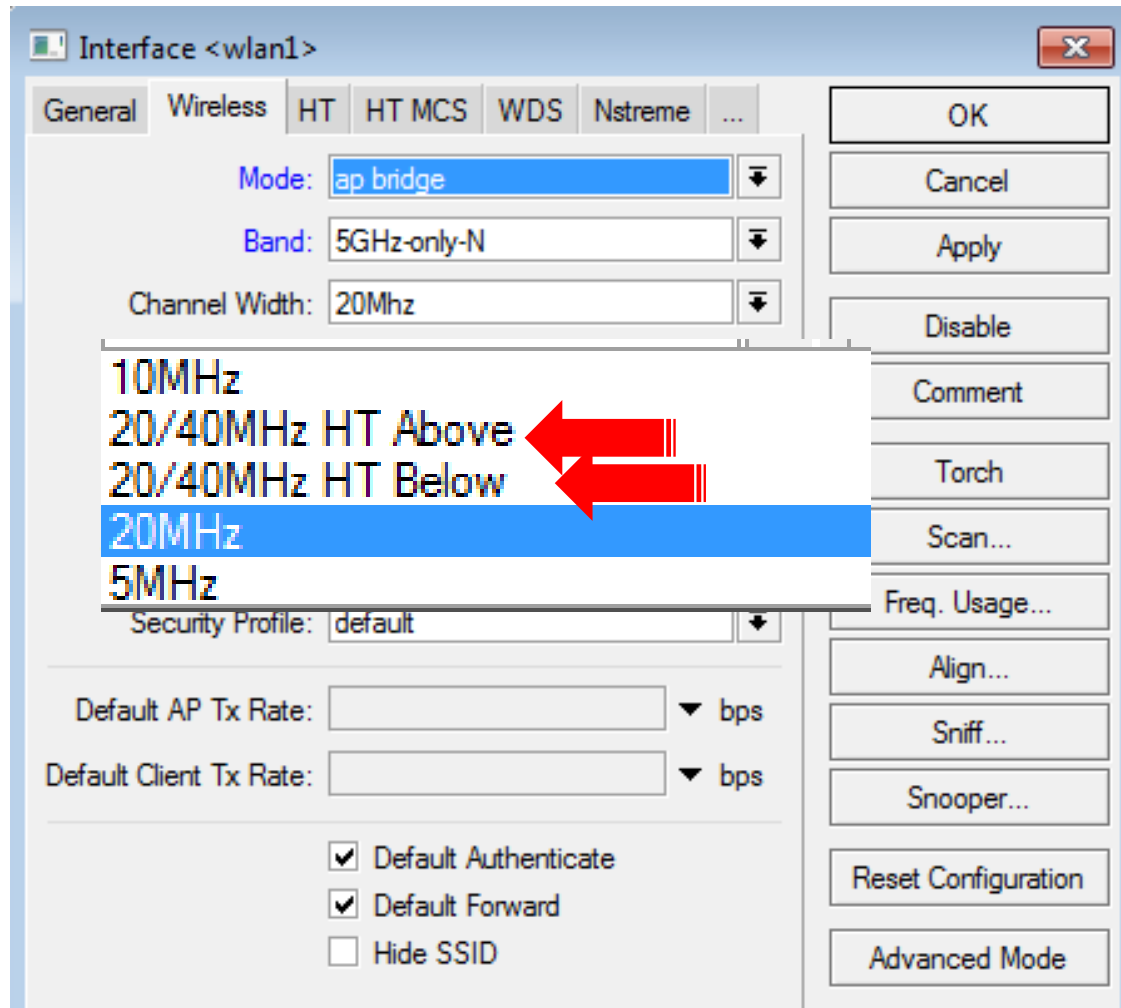 Interface <wlan1>
General Wireless HT HT MCS WDS Nstreme ...
Mode: ap bridge
Band: 5GHz-only-N
Channel Width: 20Mhz
10MHz
20/40MHz HT Above
20/40MHz HT Below
20MHz
5MHz
Security Profile: default
Default AP Tx Rate: bps
Default Client Tx Rate: bps
Default Authenticate
Default Forward
Hide SSID
OK
Cancel
Apply
Disable
Comment
Torch
Scan...
Freq. Usage...
Align...
Sniff...
Snooper...
Reset Configuration
Advanced Mode